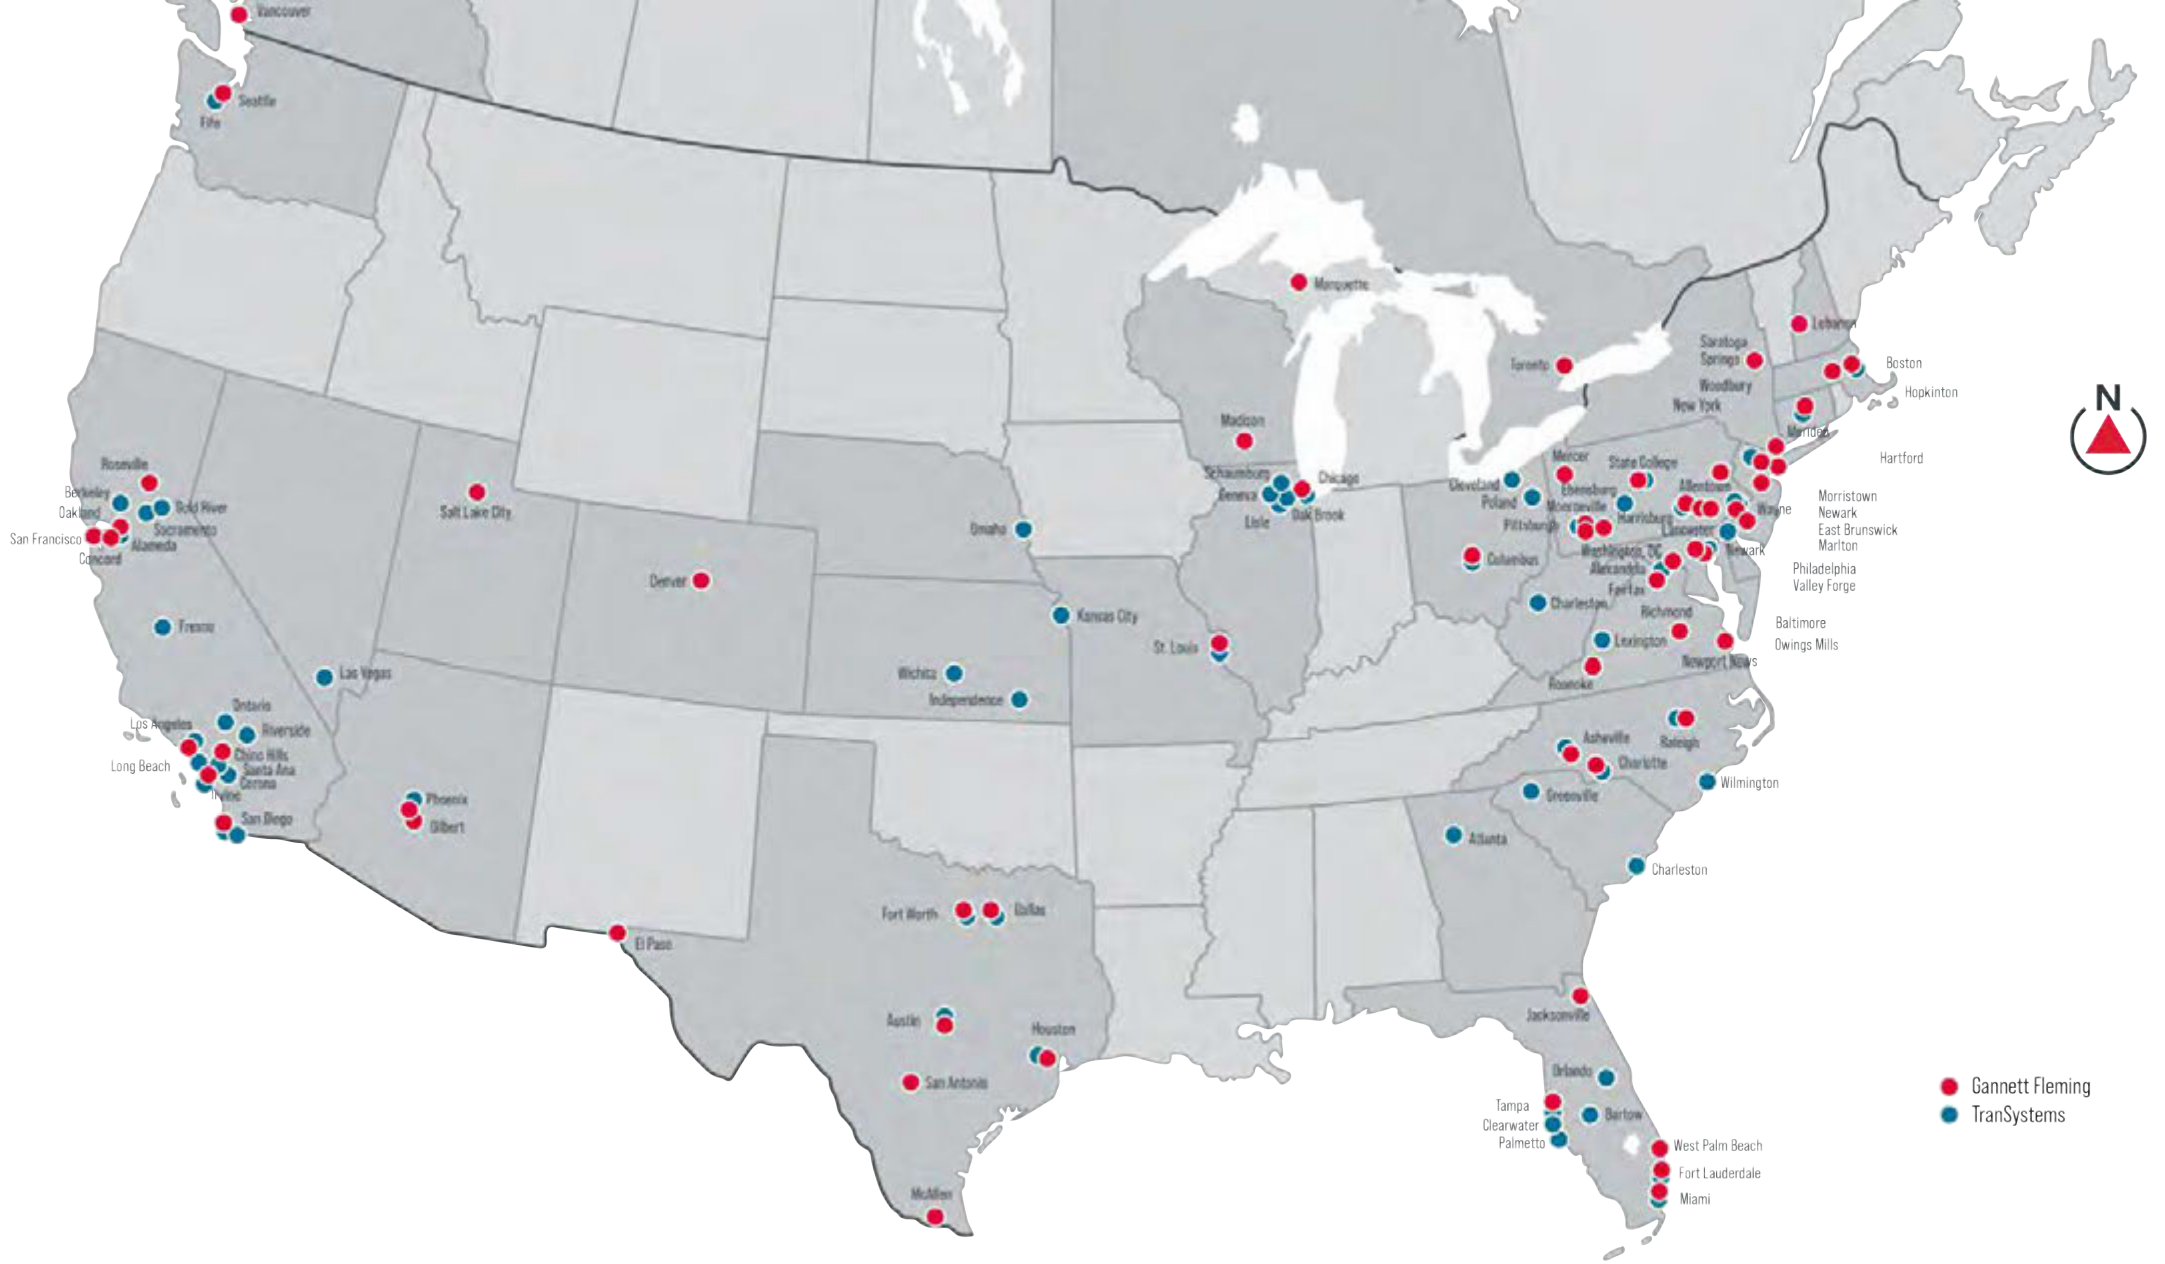 Vancouver
Seattle
Fife
Marquette
Lebanon
Saratoga
Springs
Toronto
Boston
Woodbury
Hopkinton
New York
N
Madison
Meriden
Roseville
Mercer
State College
Hartford
Schaumburg
Chicago
Berkeley
Cleveland
Ebensburg
Allentown
Geneva
Morristown
Gold River
Poland
Monroeville
Wayne
Oakland
Salt Lake City
Oak Brook
Newark
Lisle
Pittsburgh
Harrisburg
Sacramento
Omaha
Lancaster
East Brunswick
San Francisco
Alameda
Marlton
Concord
Columbus
Washington, DC
Newark
Alexandria
Philadelphia
Denver
Fairfax
Valley Forge
Charleston
Richmond
Kansas City
Baltimore
Fresno
Lexington
Owings Mills
St. Louis
Newport News
Las Vegas
Wichita
Roanoke
Independence
Ontario
Los Angeles
Riverside
Asheville
Raleigh
Chino Hills
Charlotte
Long Beach
Santa Ana
Corona
Wilmington
Irvine
Greenville
Phoenix
San Diego
Gilbert
Atlanta
Charleston
Fort Worth
Dallas
El Paso
Jacksonville
Austin
Houston
Orlando
San Antonio
Gannett Fleming
Tampa
Bartow
TranSystems
Clearwater
Palmetto
West Palm Beach
Fort Lauderdale
McAllen
Miami